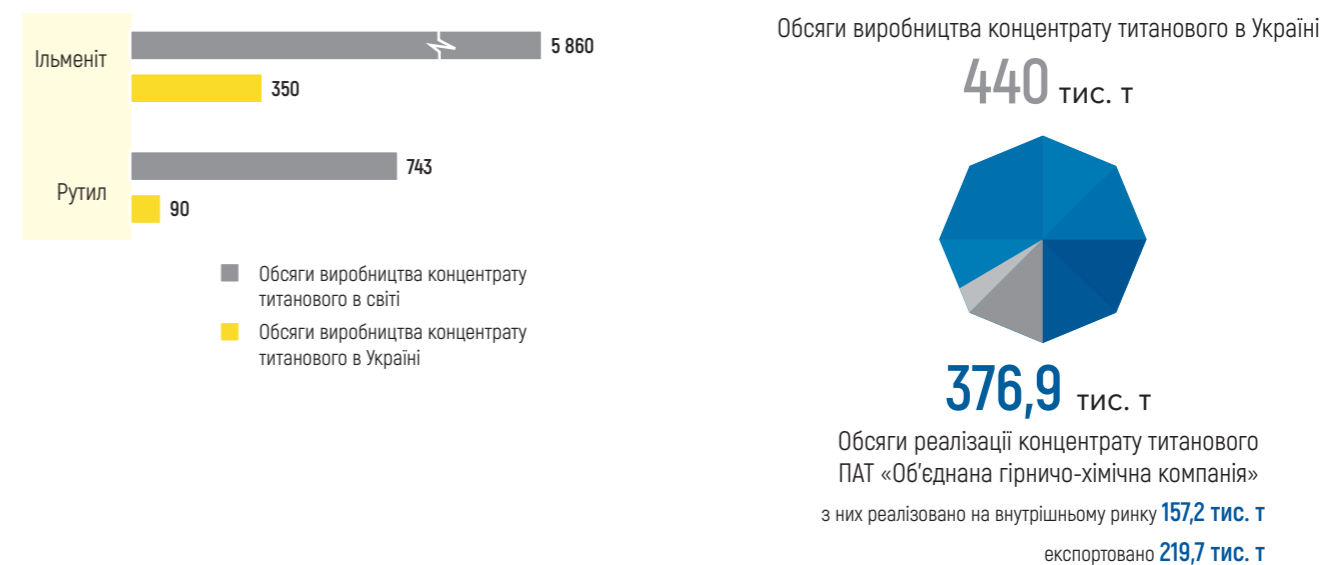 Ільменіт
5 860
350
Рутил
743
90
Обсяги виробництва концентрату
титанового в світі
Обсяги виробництва концентрату
титанового в Україні
Обсяги виробництва концентрату титанового в Україні
440 тис. т
376,9 тис. т
Обсяги реалізації концентрату титанового
ПАТ «Об’єднана гірничо-хімічна компанія»
з них реалізовано на внутрішньому ринку 157,2 тис. т
експортовано 219,7 тис. т